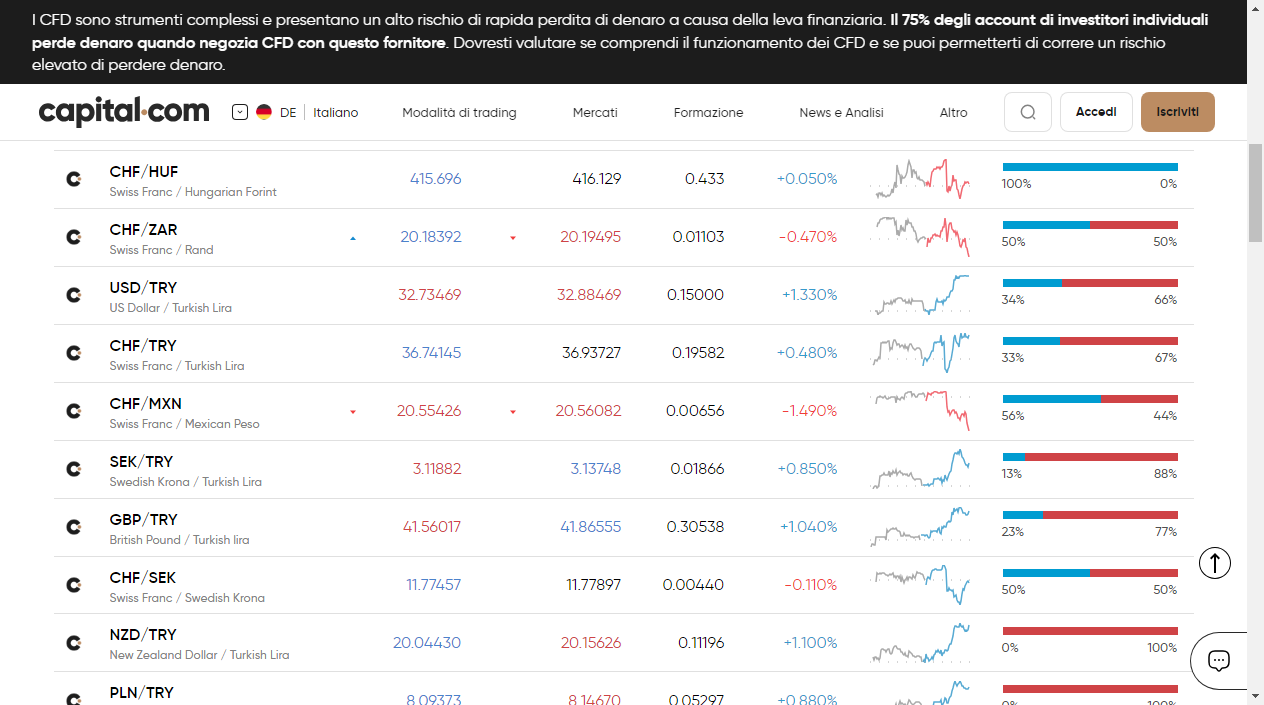 I CFD sono strumenti complessi e presentano un alto rischio di rapida perdita di denaro a causa della leva finanziaria. Il 75% degli account di investitori individuali
perde denaro quando negozia CFD con questo fornitore. Dovresti valutare se comprendi il funzionamento dei CFD e se puoi permetterti di correre un rischio
elevato di perdere denaro.
capital.com DE Italiano Modalità di trading Mercati Formazione News e Analisi Altro Accedi Iscriviti
CHF/HUF 415.696 416.129 0.433 +0.050%
Swiss Franc / Hungarian Forint 100% 0%
CHF/ZAR 20.18392 20.19495 0.01103 -0.470%
Swiss Franc / Rand 50% 50%
USD/TRY 32.73469 32.88469 0.15000 +1.330%
US Dollar / Turkish Lira 34% 66%
CHF/TRY 36.74145 36.93727 0.19582 +0.480%
Swiss Franc / Turkish Lira 33% 67%
CHF/MXN 20.55426 20.56082 0.00656 -1.490%
Swiss Franc / Mexican Peso 56% 44%
SEK/TRY 3.11882 3.13748 0.01866 +0.850%
Swedish Krona / Turkish Lira 13% 88%
GBP/TRY 41.56017 41.86555 0.30538 +1.040%
British Pound / Turkish lira 23% 77%
CHF/SEK 11.77457 11.77897 0.00440 -0.110%
Swiss Franc / Swedish Krona 50% 50%
NZD/TRY 20.04430 20.15626 0.11196 +1.100%
New Zealand Dollar / Turkish Lira 0% 100%
PLN/TRY 8.09373 8.14670 0.05297 +0.880%
0% 100%